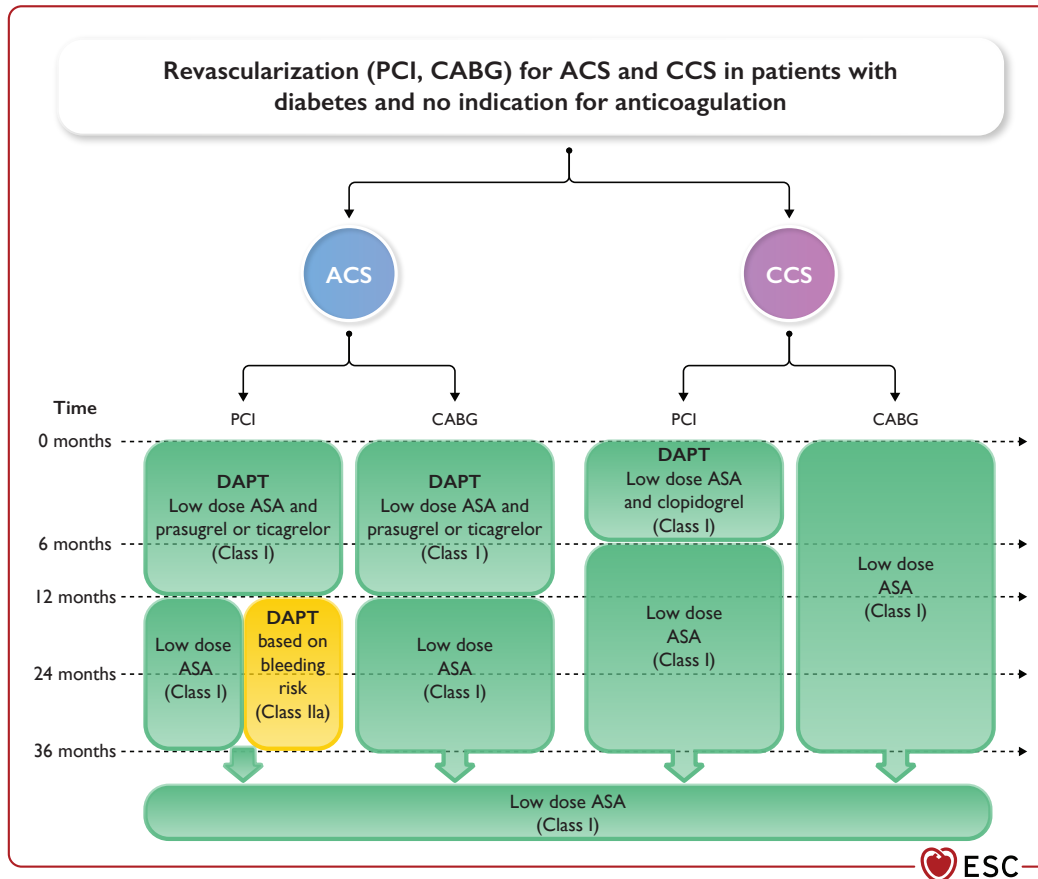 Revascularization (PCI, CABG) for ACS and CCS in patients with
diabetes and no indication for anticoagulation
ACS
CCS
Time
PCI
CABG
PCI
CABG
0 months
DAPT
Low dose ASA and
prasugrel or ticagrelor
(Class I)
DAPT
Low dose ASA and
prasugrel or ticagrelor
(Class I)
DAPT
Low dose ASA
and clopidogrel
(Class I)
6 months
Low dose
ASA
(Class I)
12 months
Low dose
ASA
(Class I)
DAPT
based on
bleeding
risk
(Class IIa)
Low dose
ASA
(Class I)
Low dose
ASA
(Class I)
24 months
36 months
Low dose ASA
(Class I)
ESC